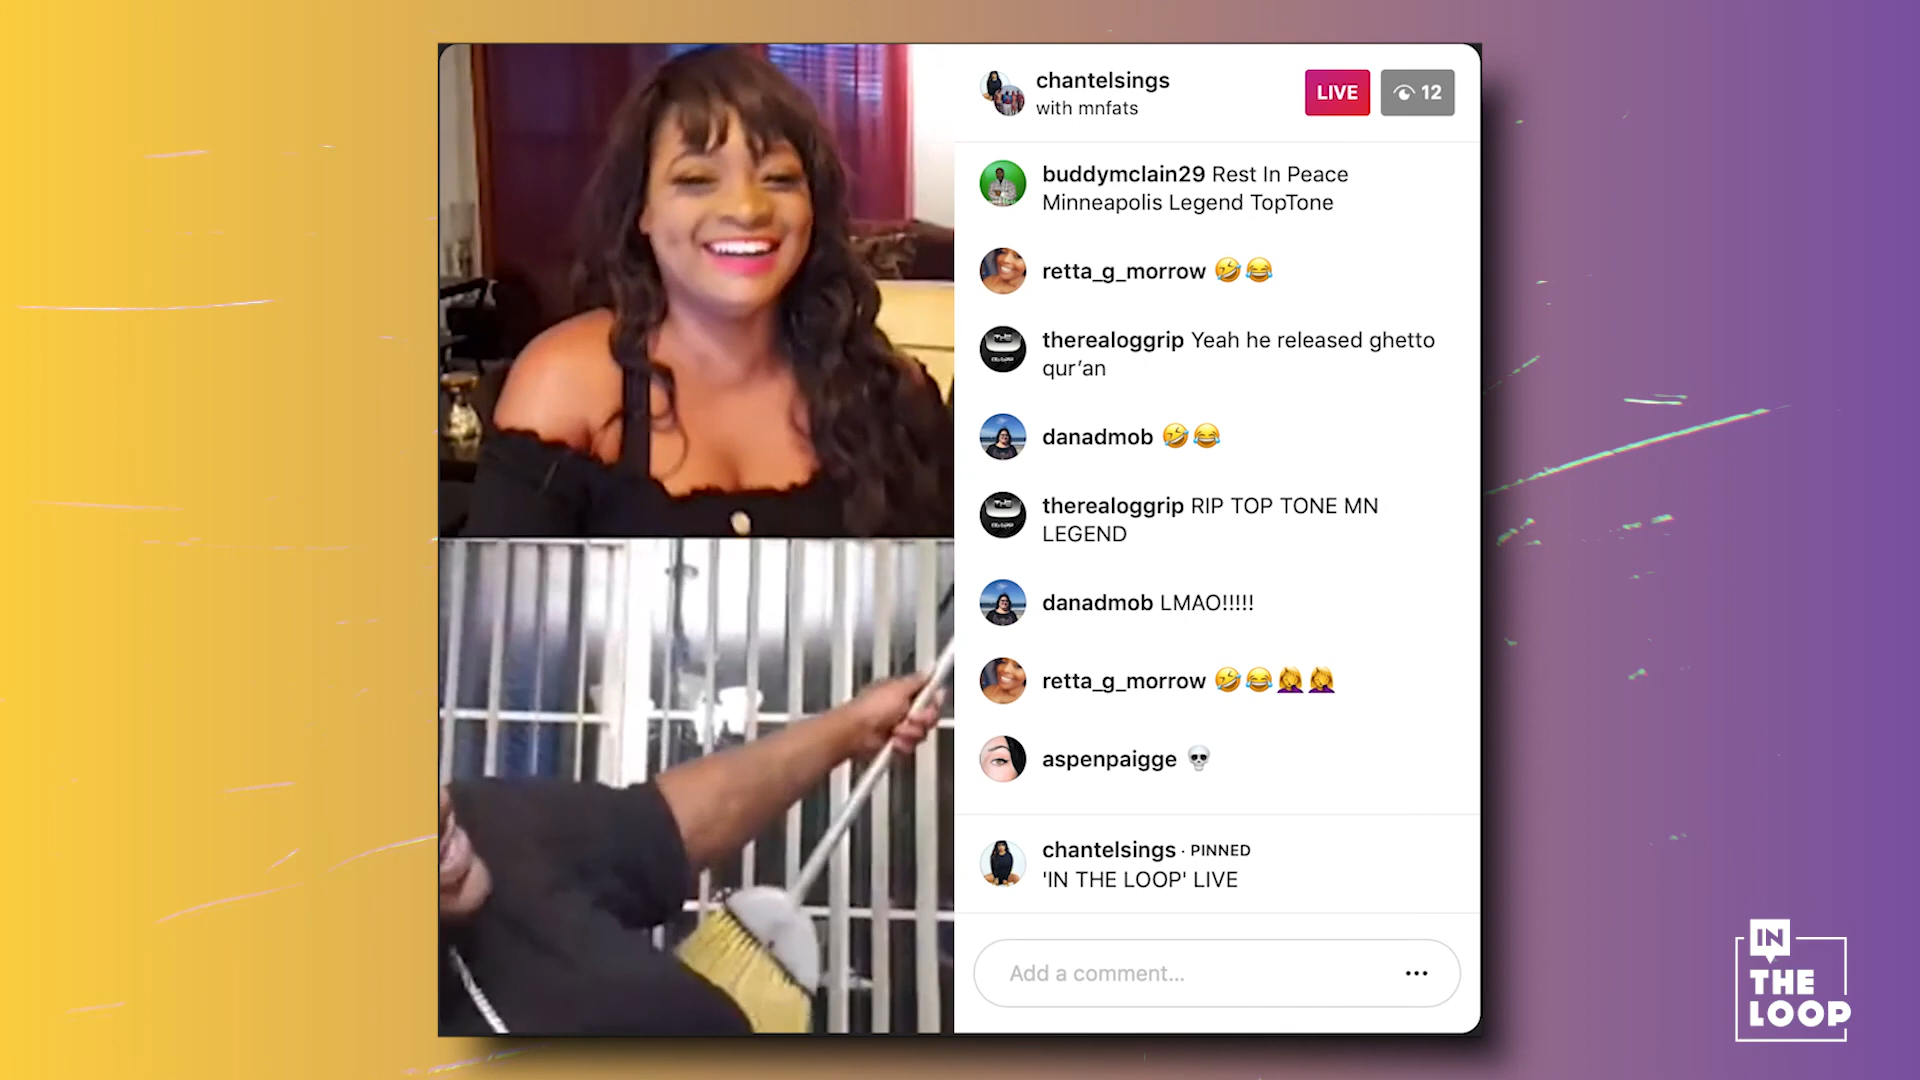 chantelsings
with mnfats
LIVE
12
buddymclain29 Rest In Peace
Minneapolis Legend TopTone
retta_g_morrow 🤣😂
therealoggrip Yeah he released ghetto
qur’an
danadmob 🤣😂
therealoggrip RIP TOP TONE MN
LEGEND
danadmob LMAO!!!!!
retta_g_morrow 🤣😂🤦‍♀️🤦‍♀️
aspenpaigge 💀
chantelsings · PINNED
'IN THE LOOP' LIVE
Add a comment...
IN
THE
LOOP